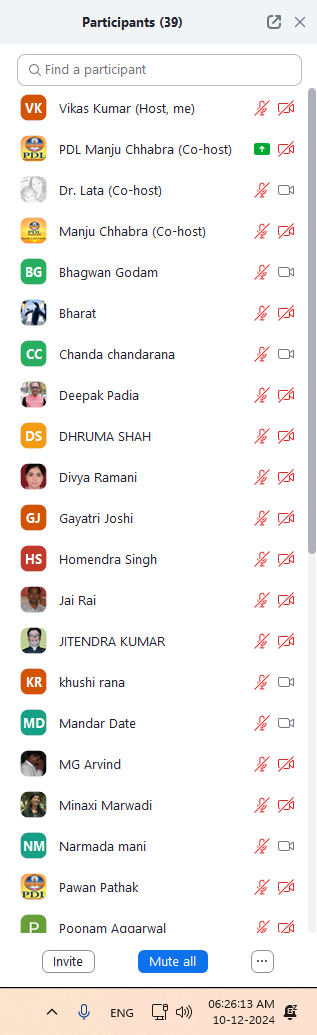 Participants (39)
Find a participant
VK Vikas Kumar (Host, me)
PDL PDL Manju Chhabra (Co-host)
Dr. Lata (Co-host)
PDL Manju Chhabra (Co-host)
BG Bhagwan Godam
Bharat
CC Chanda chandarana
Deepak Padia
DS DHRUMA SHAH
Divya Ramani
GJ Gayatri Joshi
HS Homendra Singh
Jai Rai
JITENDRA KUMAR
KR khushi rana
MD Mandar Date
MG Arvind
Minaxi Marwadi
NM Narmada mani
PDL Pawan Pathak
P Poonam Aggarwal
Invite Mute all ...
ENG 06:26:13 AM
10-12-2024